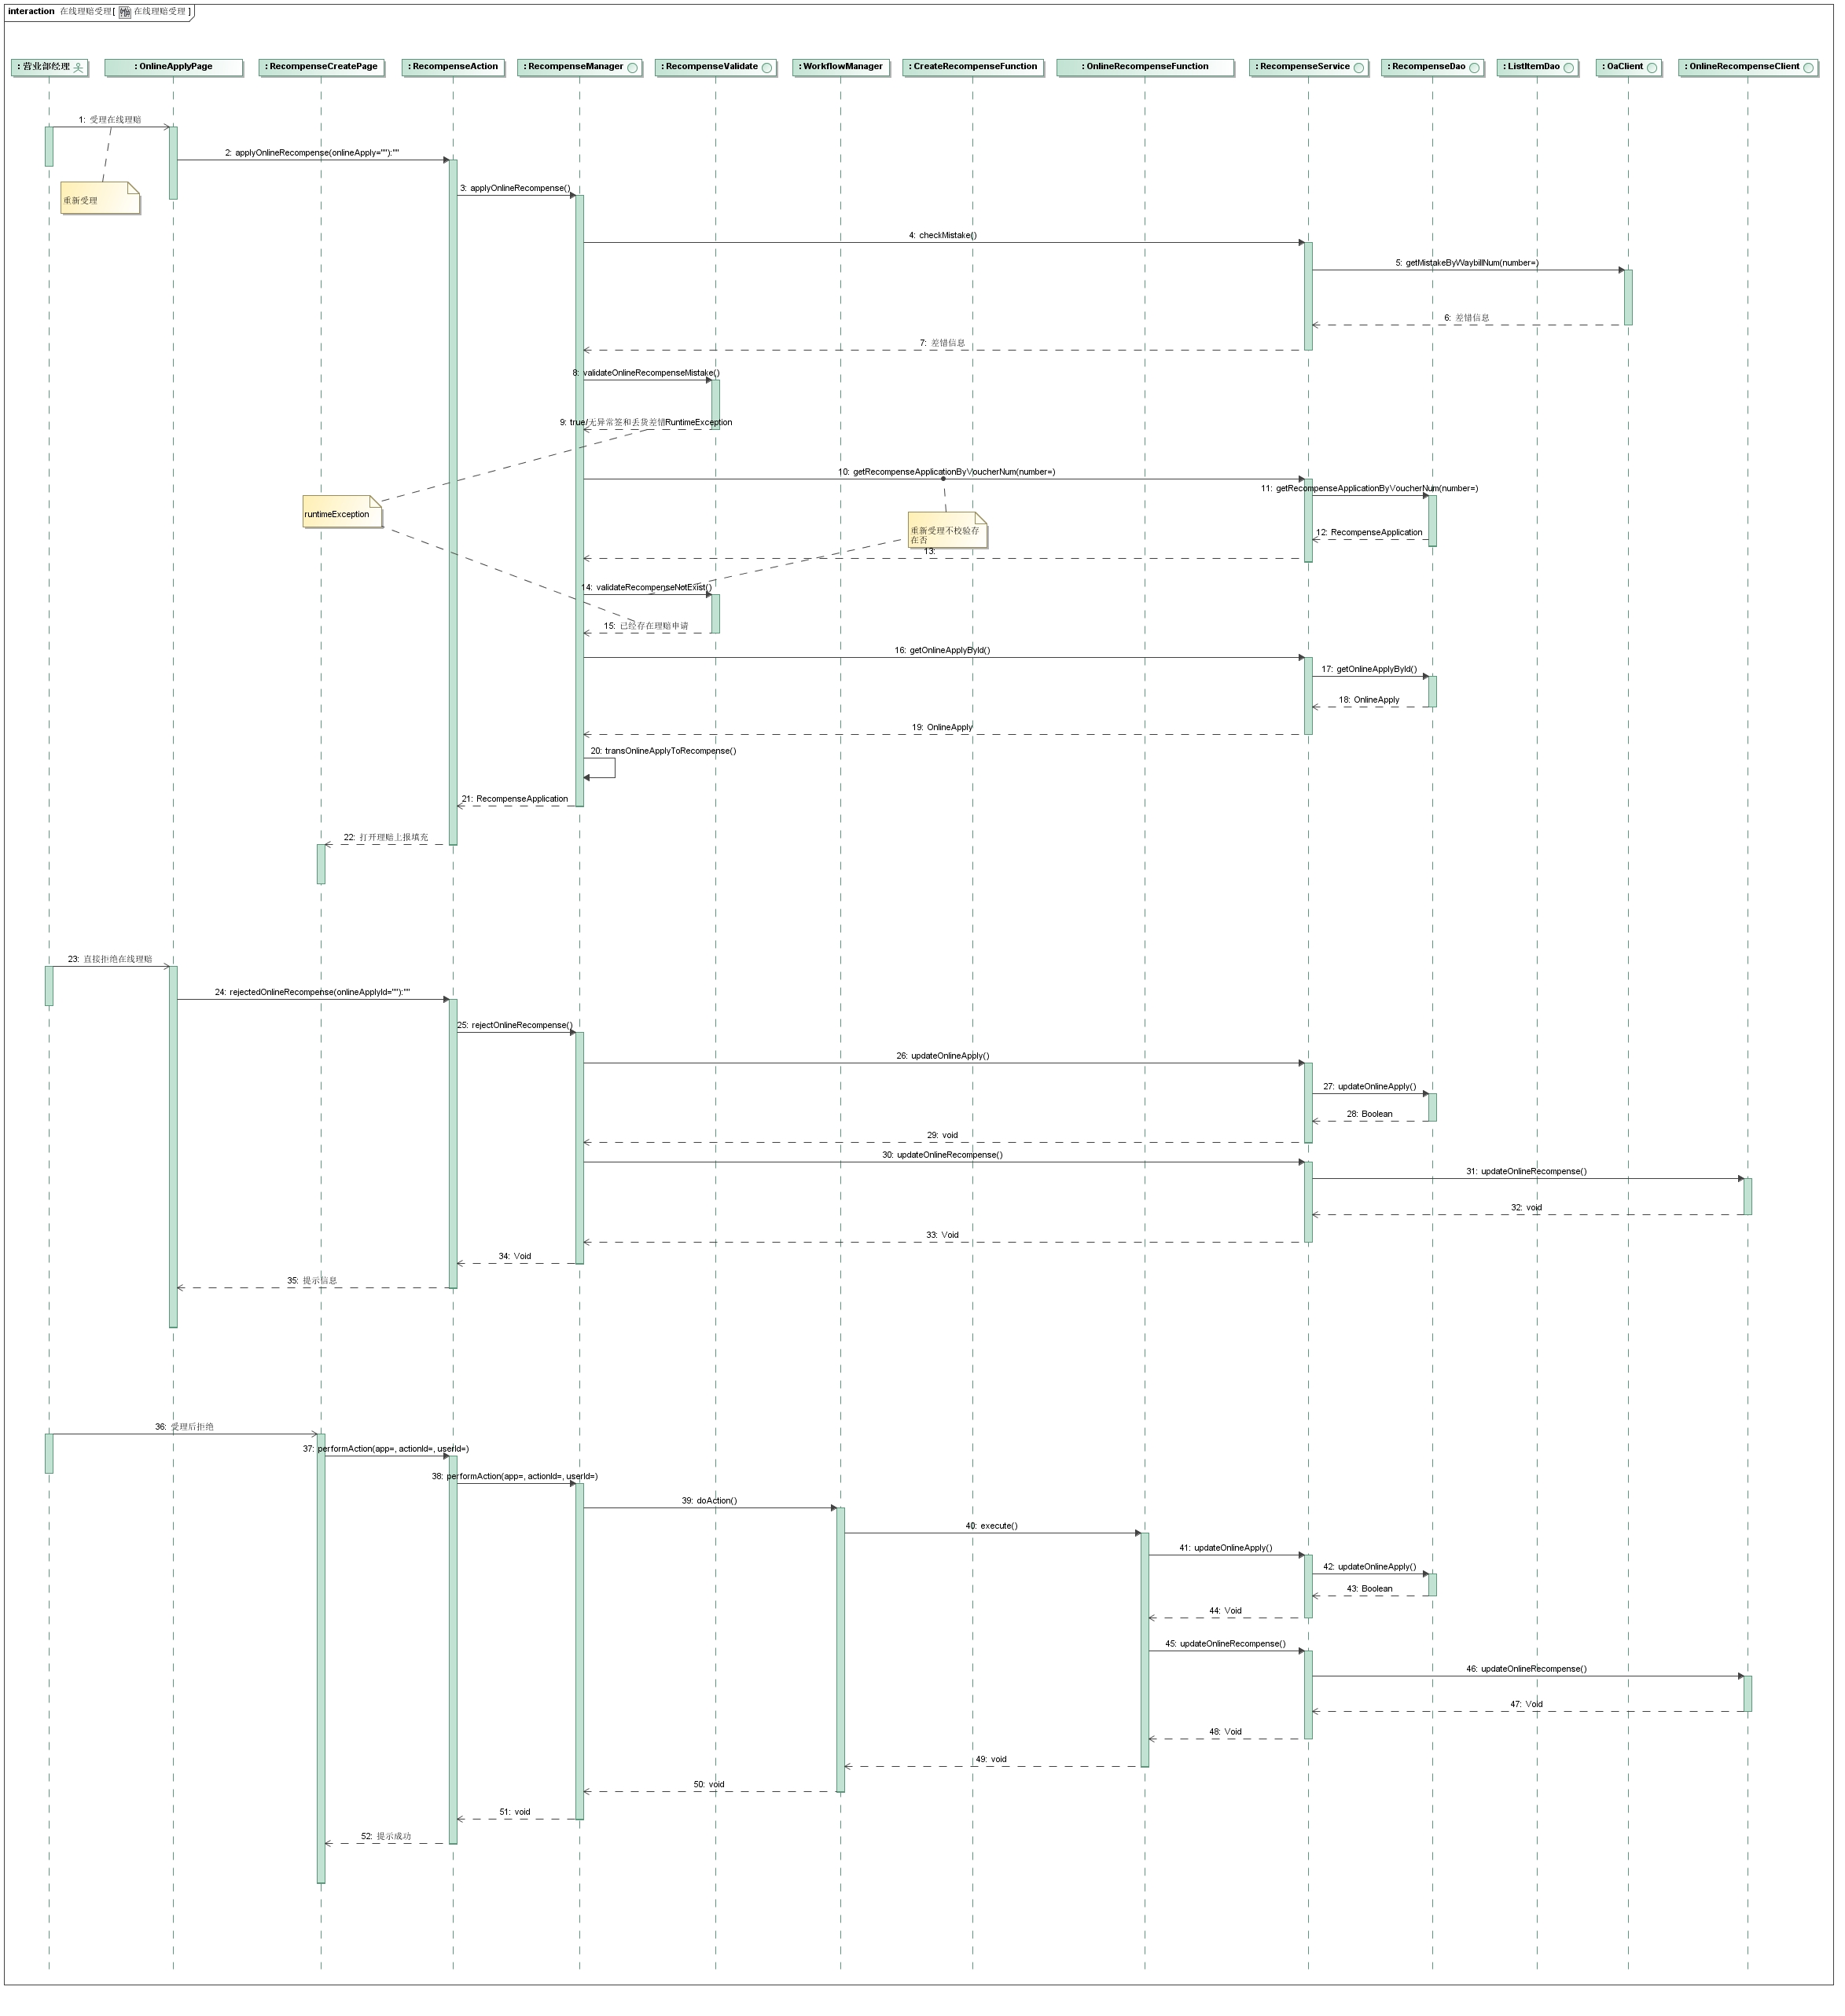 interaction 在线理赔受理[ 在线理赔受理 ]
: 营业部经理
: OnlineApplyPage
: RecompenseCreatePage
: RecompenseAction
: RecompenseManager
: RecompenseValidate
: WorkflowManager
: CreateRecompenseFunction
: OnlineRecompenseFunction
: RecompenseService
: RecompenseDao
: ListItemDao
: OaClient
: OnlineRecompenseClient
1: 受理在线理赔
2: applyOnlineRecompense(onlineApply=""):""
重新受理
3: applyOnlineRecompense()
4: checkMistake()
5: getMistakeByWaybillNum(number=)
6: 差错信息
7: 差错信息
8: validateOnlineRecompenseMistake()
9: true/无异常签和丢货差错RuntimeException
10: getRecompenseApplicationByVoucherNum(number=)
11: getRecompenseApplicationByVoucherNum(number=)
runtimeException
重新受理不校验存
在否
12: RecompenseApplication
13:
14: validateRecompenseNotExist()
15: 已经存在理赔申请
16: getOnlineApplyById()
17: getOnlineApplyById()
18: OnlineApply
19: OnlineApply
20: transOnlineApplyToRecompense()
21: RecompenseApplication
22: 打开理赔上报填充
23: 直接拒绝在线理赔
24: rejectedOnlineRecompense(onlineApplyId=""):""
25: rejectOnlineRecompense()
26: updateOnlineApply()
27: updateOnlineApply()
28: Boolean
29: void
30: updateOnlineRecompense()
31: updateOnlineRecompense()
32: void
33: Void
34: Void
35: 提示信息
36: 受理后拒绝
37: performAction(app=, actionId=, userId=)
38: performAction(app=, actionId=, userId=)
39: doAction()
40: execute()
41: updateOnlineApply()
42: updateOnlineApply()
43: Boolean
44: Void
45: updateOnlineRecompense()
46: updateOnlineRecompense()
47: Void
48: Void
49: void
50: void
51: void
52: 提示成功